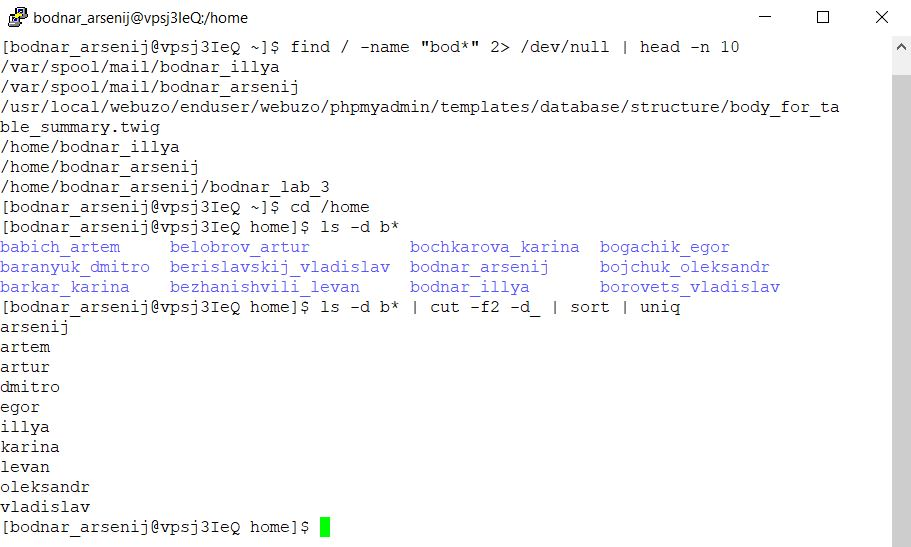 bodnar_arsenij@vpsj3IeQ:/home
[bodnar_arsenij@vpsj3IeQ ~]$ find / -name "bod*" 2> /dev/null | head -n 10
/var/spool/mail/bodnar_illya
/var/spool/mail/bodnar_arsenij
/usr/local/webuzo/enduser/webuzo/phpmyadmin/templates/database/structure/body_for_ta
ble_summary.twig
/home/bodnar_illya
/home/bodnar_arsenij
/home/bodnar_arsenij/bodnar_lab_3
[bodnar_arsenij@vpsj3IeQ ~]$ cd /home
[bodnar_arsenij@vpsj3IeQ home]$ ls -d b*
babich_artem     belobrov_artur          bochkarova_karina  bogachik_egor
baranyuk_dmitro  berislavskij_vladislav  bodnar_arsenij     bojchuk_oleksandr
barkar_karina    bezhanishvili_levan     bodnar_illya       borovets_vladislav
[bodnar_arsenij@vpsj3IeQ home]$ ls -d b* | cut -f2 -d_ | sort | uniq
arsenij
artem
artur
dmitro
egor
illya
karina
levan
oleksandr
vladislav
[bodnar_arsenij@vpsj3IeQ home]$